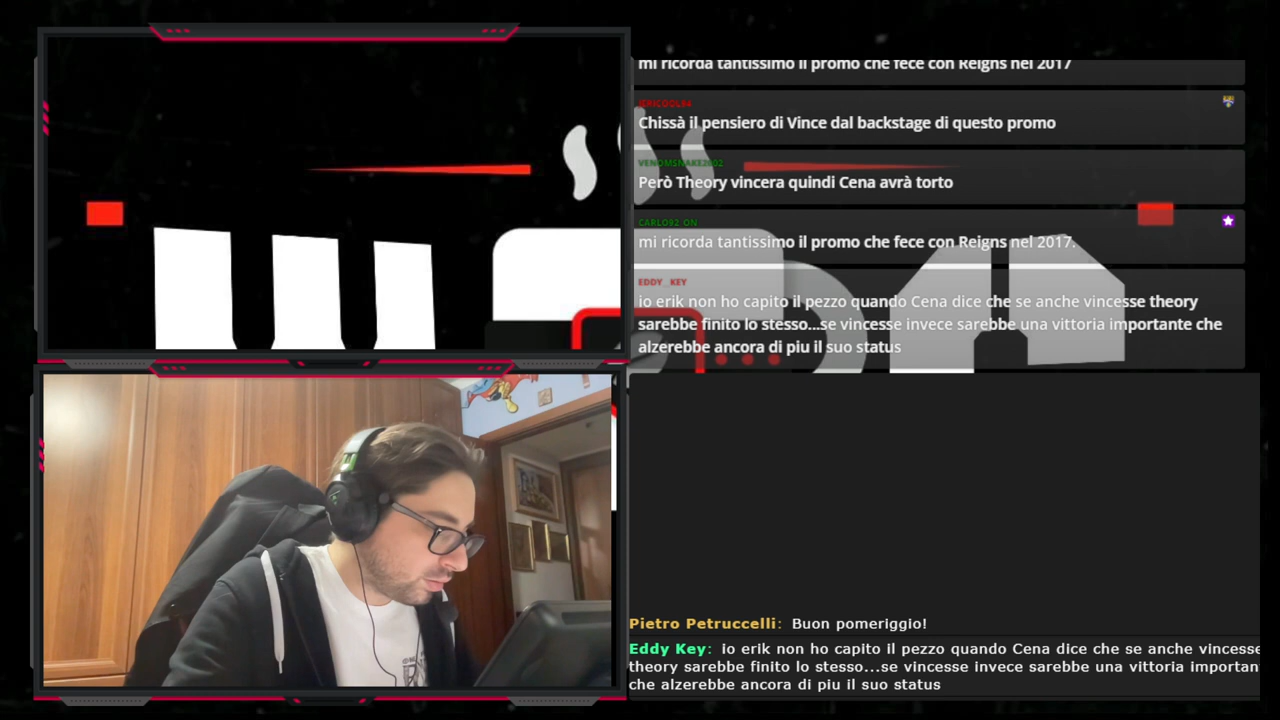 mi ricorda tantissimo il promo che fece con Reigns nel 2017
JERICOOL94
Chissà il pensiero di Vince dal backstage di questo promo
VENOMSNAKE2002
Però Theory vincera quindi Cena avrà torto
CARLO92_ON
mi ricorda tantissimo il promo che fece con Reigns nel 2017.
EDDY_KEY
io erik non ho capito il pezzo quando Cena dice che se anche vincesse theory
sarebbe finito lo stesso...se vincesse invece sarebbe una vittoria importante che
alzerebbe ancora di piu il suo status
Pietro Petruccelli: Buon pomeriggio!
Eddy Key: io erik non ho capito il pezzo quando Cena dice che se anche vincesse
theory sarebbe finito lo stesso...se vincesse invece sarebbe una vittoria importan
che alzerebbe ancora di piu il suo status